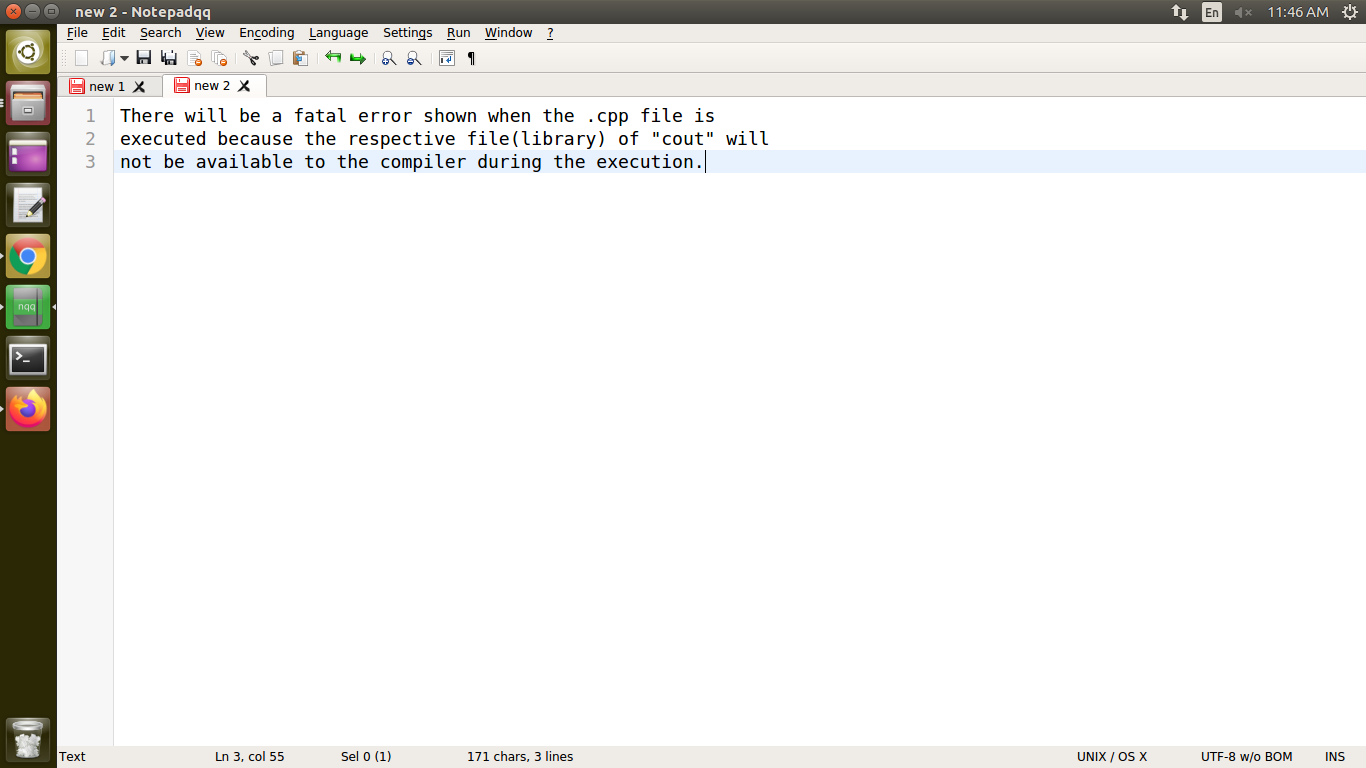 new 2 - Notepadqq
En
11:46 AM
File Edit Search View Encoding Language Settings Run Window ?
new 1 new 2
1 There will be a fatal error shown when the .cpp file is
2 executed because the respective file(library) of "cout" will
3 not be available to the compiler during the execution.
nqq
>_
Text Ln 3, col 55 Sel 0 (1) 171 chars, 3 lines UNIX / OS X UTF-8 w/o BOM INS